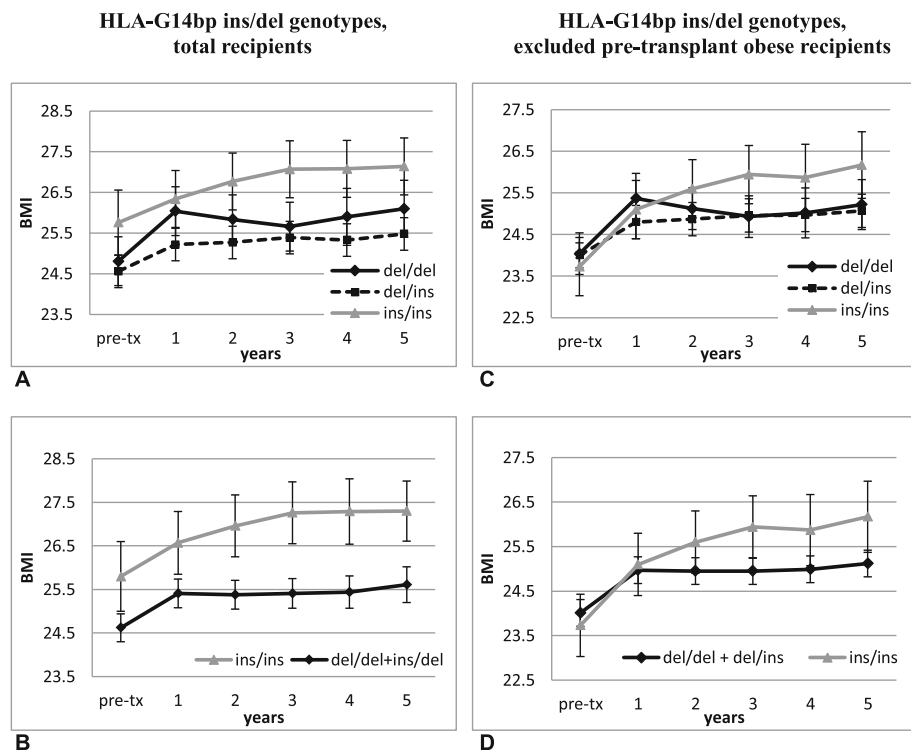 HLA-G14bp ins/del genotypes,
total recipients
HLA-G14bp ins/del genotypes,
excluded pre-transplant obese recipients
28.5
27.5
26.5
25.5
24.5
23.5
BMI
del/del
del/ins
ins/ins
pre-tx 1 2 3 4 5
years
A
27.5
26.5
25.5
24.5
23.5
22.5
BMI
del/del
del/ins
ins/ins
pre-tx 1 2 3 4 5
years
C
28.5
27.5
26.5
25.5
24.5
23.5
BMI
ins/ins del/del+ins/del
pre-tx 1 2 3 4 5
years
B
27.5
26.5
25.5
24.5
23.5
22.5
BMI
del/del + del/ins ins/ins
pre-tx 1 2 3 4 5
years
D